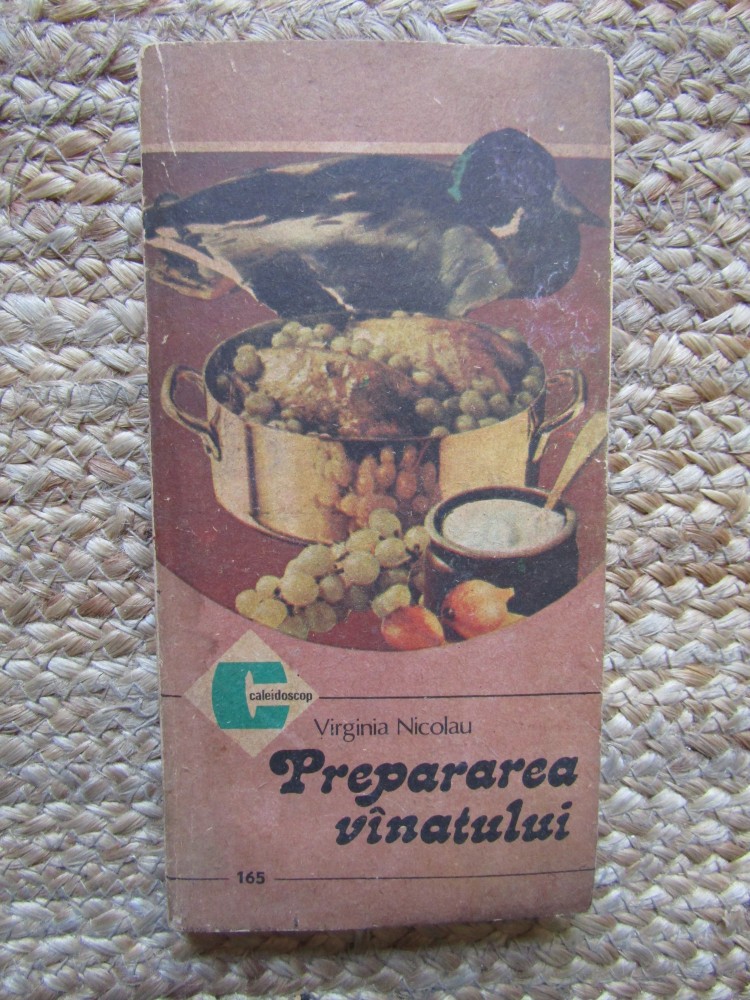 caleidoscop
Virginia Nicolau
Prepararea
vînatului
165